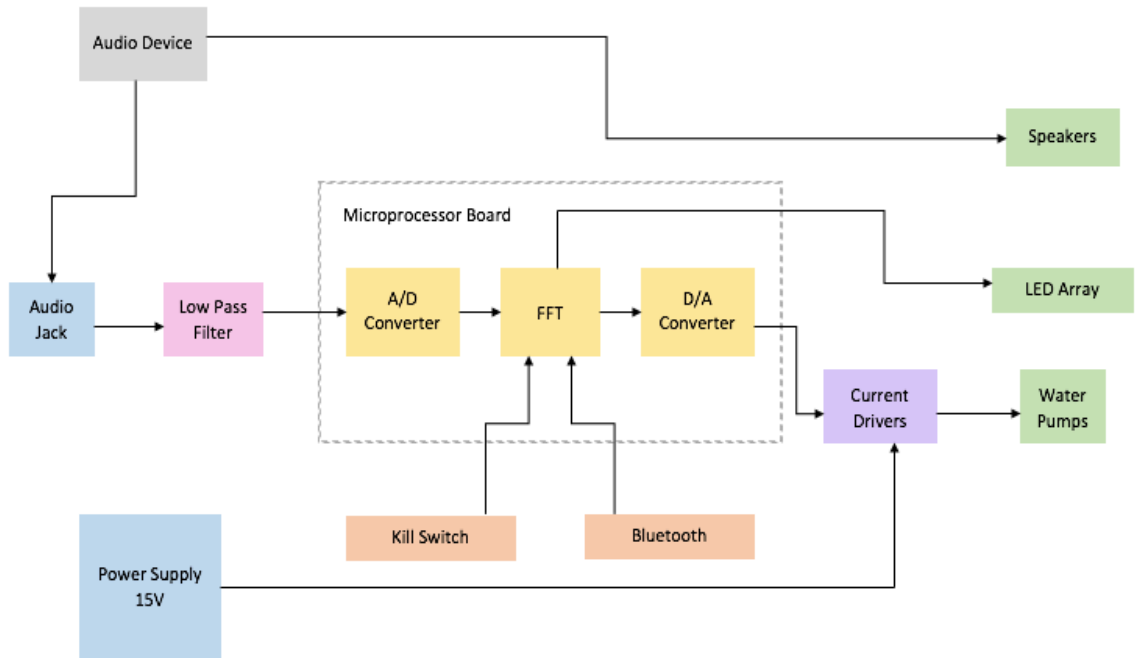 Audio Device
Speakers
Microprocessor Board
Audio
Jack
Low Pass
Filter
A/D
Converter
FFT
D/A
Converter
LED Array
Current
Drivers
Water
Pumps
Kill Switch
Bluetooth
Power Supply
15V